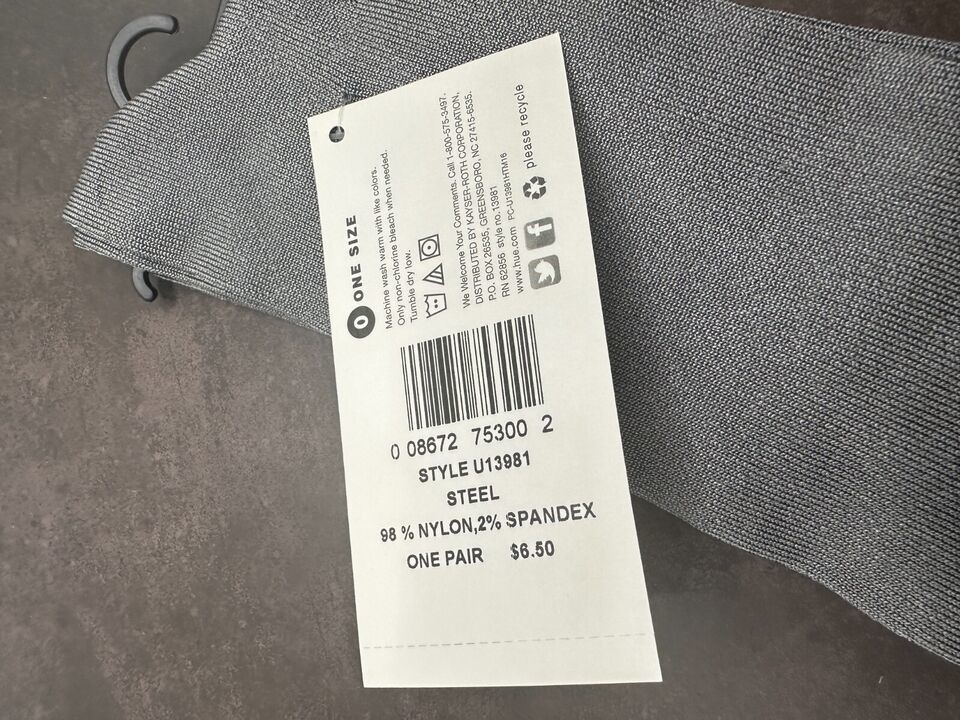 O ONE SIZE
Machine wash warm with like colors.
Only non-chlorine bleach when needed.
Tumble dry low.
We Welcome Your Comments. Call 1-800-575-3497.
DISTRIBUTED BY KAYSER-ROTH CORPORATION,
P.O. BOX 26535, GREENSBORO, NC 27415-6535.
RN 62856 style no. 13981
www.hue.com PC-U13981HTM16
f please recycle
0 08672 75300 2
STYLE U13981
STEEL
98 % NYLON,2% SPANDEX
ONE PAIR $6.50